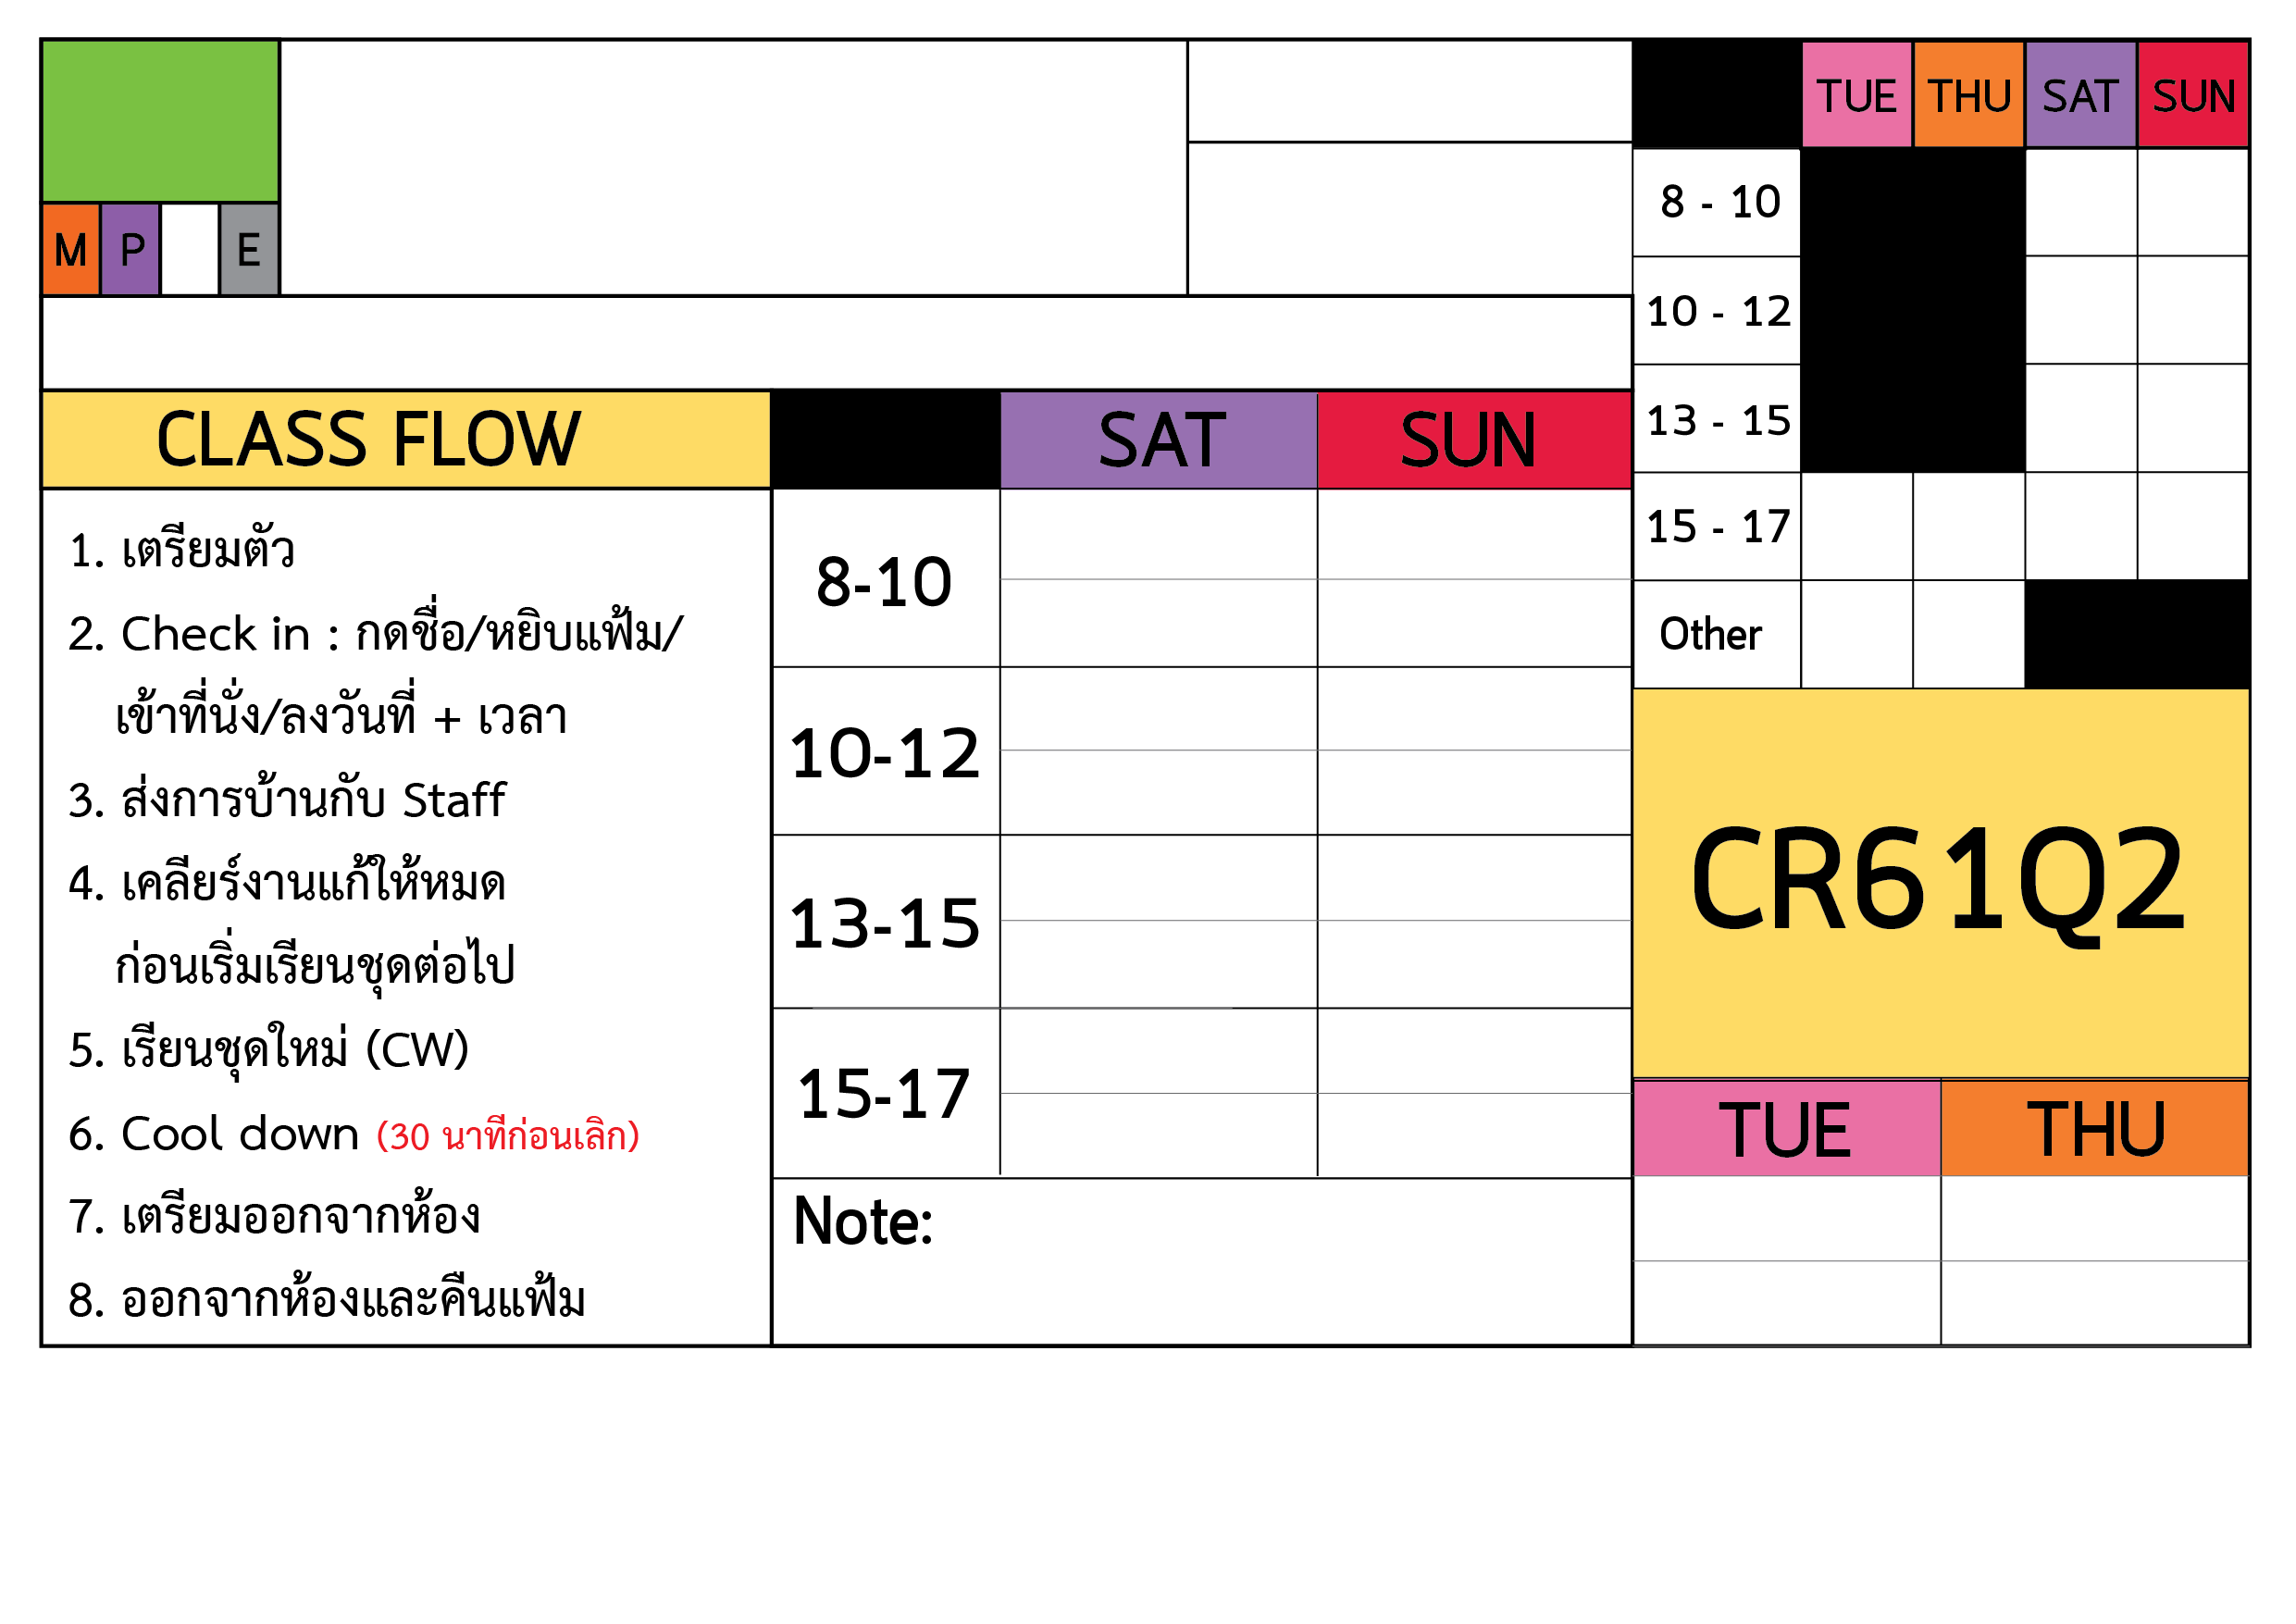 TUE THU SAT SUN
M P E
8 - 10
10 - 12
13 - 15
15 - 17
Other
CLASS FLOW
1. เตรียมตัว
2. Check in : กดชื่อ/หยิบแฟ้ม/
เข้าที่นั่ง/ลงวันที่ + เวลา
3. ส่งการบ้านกับ Staff
4. เคลียร์งานแก้ให้หมด
ก่อนเริ่มเรียนชุดต่อไป
5. เรียนชุดใหม่ (CW)
6. Cool down (30 นาทีก่อนเลิก)
7. เตรียมออกจากห้อง
8. ออกจากห้องและคืนแฟ้ม
SAT SUN
8-10
10-12
13-15
15-17
Note:
CR61Q2
TUE THU